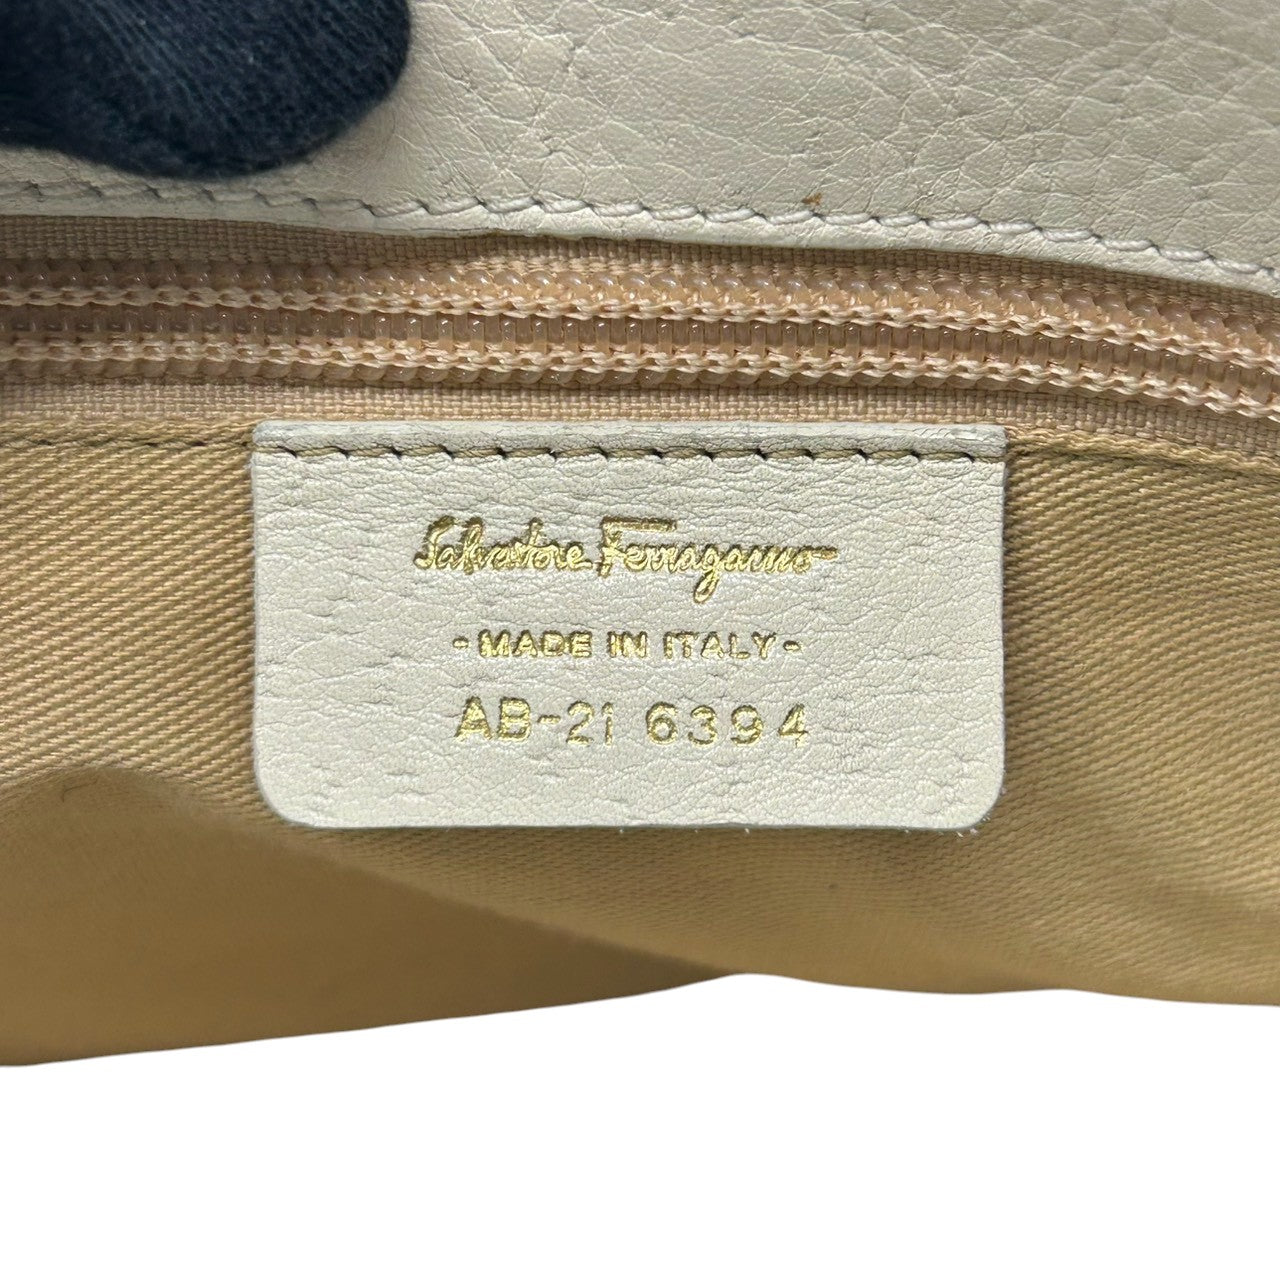 Salvatore Ferragamo
- MADE IN ITALY -
AB-21 6394